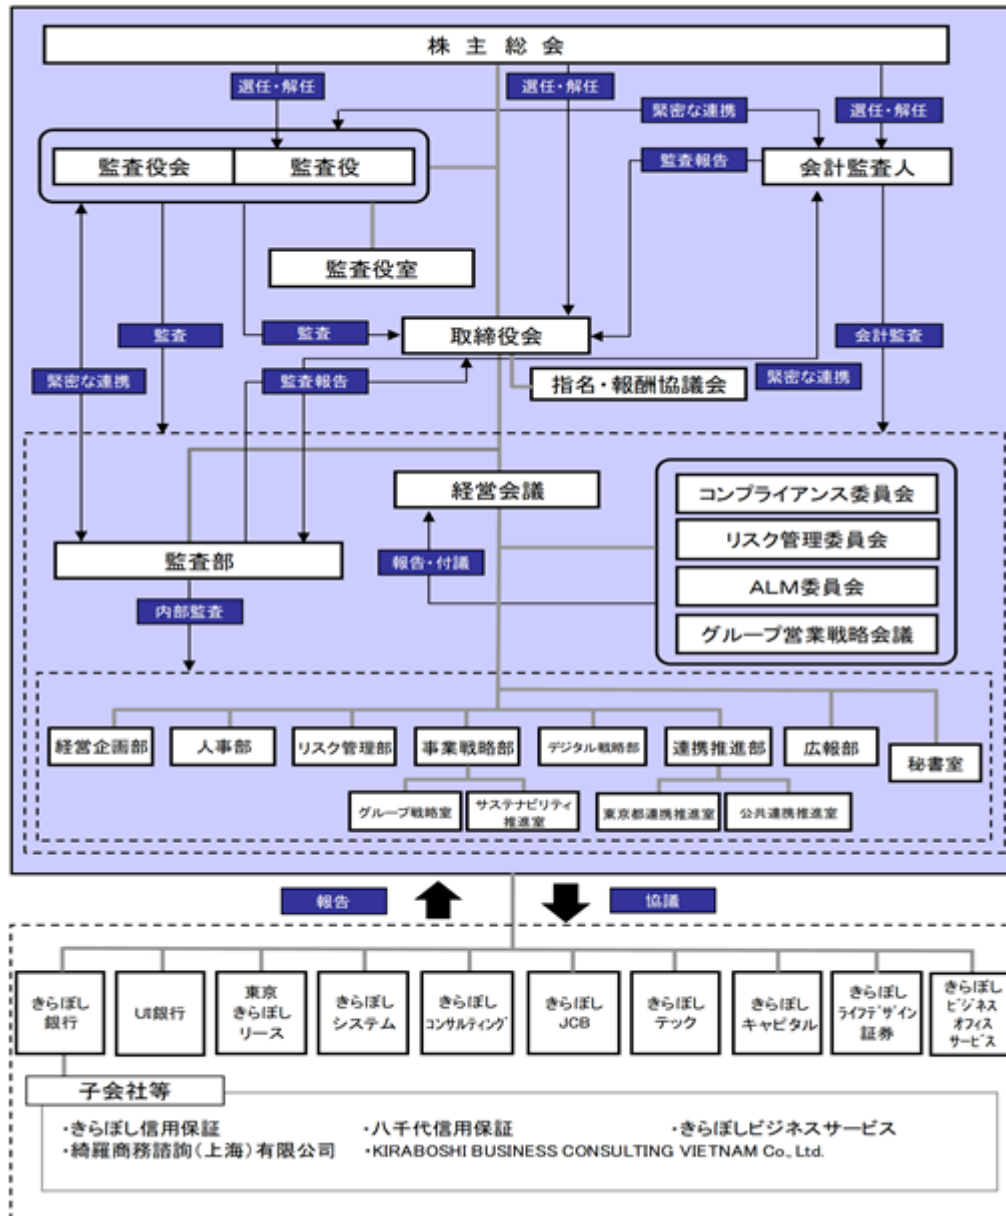 株主総会
選任・解任
選任・解任
緊密な連携
選任・解任
監査役会
監査役
監査報告
会計監査人
監査役室
監査
監査
取締役会
会計監査
緊密な連携
監査報告
指名・報酬協議会
緊密な連携
経営会議
コンプライアンス委員会
リスク管理委員会
監査部
報告・付議
ALM委員会
内部監査
グループ営業戦略会議
経営企画部
人事部
リスク管理部
事業戦略部
デジタル戦略部
連携推進部
広報部
秘書室
グループ戦略室
サステナビリティ
推進室
東京都連携推進室
公共連携推進室
報告
協議
きらぼし
銀行
UI銀行
東京
きらぼし
リース
きらぼし
システム
きらぼし
コンサルティング
きらぼし
JCB
きらぼし
テック
きらぼし
キャピタル
きらぼし
ライフデザイン
証券
きらぼし
ビジネス
オフィス
サービス
子会社等
・きらぼし信用保証
・八千代信用保証
・きらぼしビジネスサービス
・綺羅商務諮詢(上海)有限公司
・KIRABOSHI BUSINESS CONSULTING VIETNAM Co., Ltd.